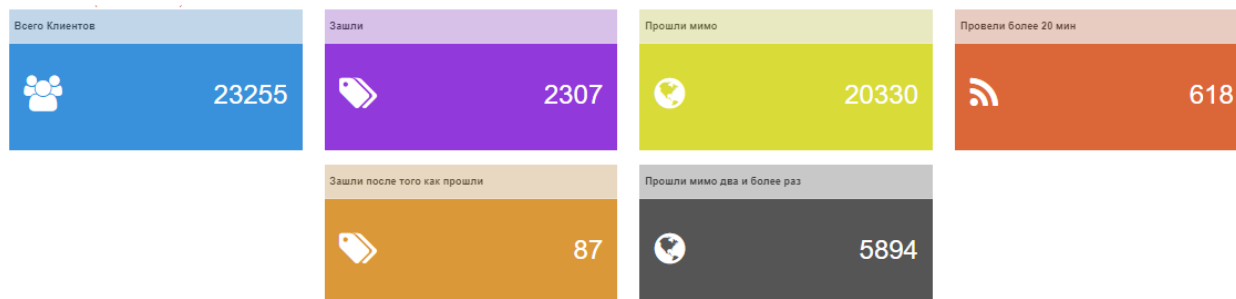 Всего Клиентов
23255
Зашли
2307
Прошли мимо
20330
Провели более 20 мин
618
Зашли после того как прошли
87
Прошли мимо два и более раз
5894